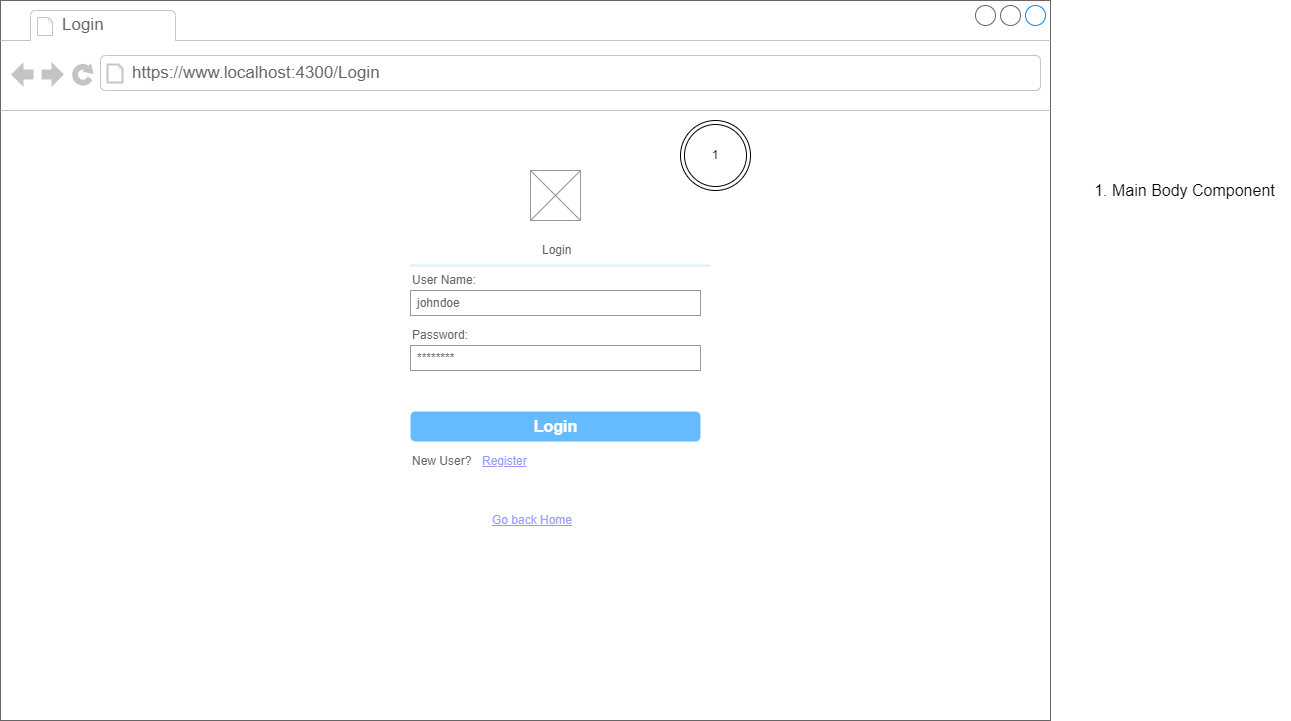 Login
https://www.localhost:4300/Login
1
1. Main Body Component
Login
User Name:
johndoe
Password:
********
Login
New User? Register
Go back Home